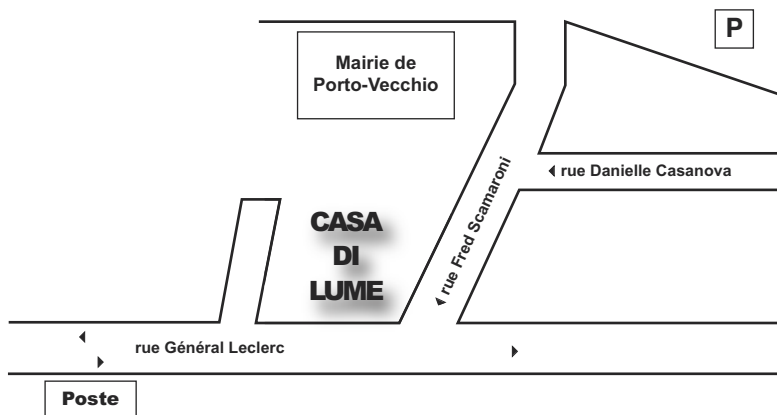 P
Mairie de
Porto-Vecchio
rue Danielle Casanova
rue Fred Scamaroni
CASA
DI
LUME
rue Général Leclerc
Poste